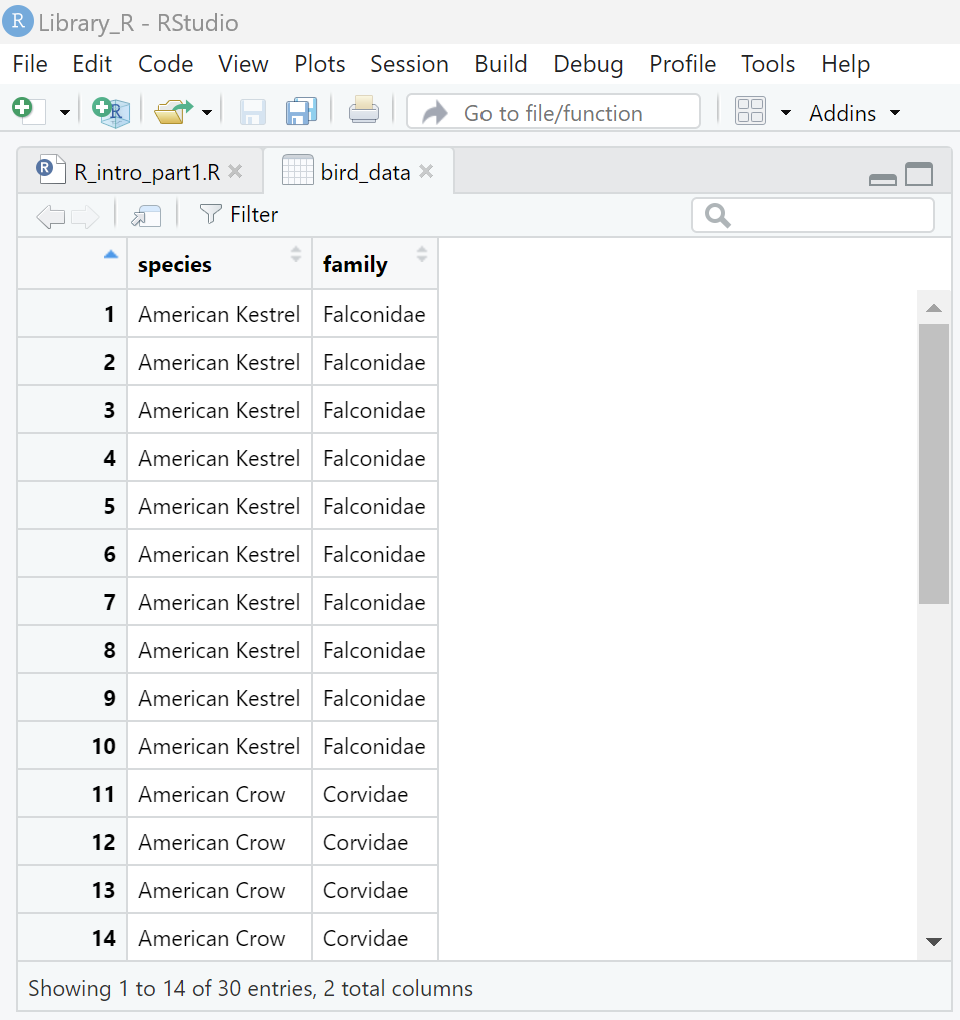 R Library_R - RStudio
File Edit Code View Plots Session Build Debug Profile Tools Help
R Go to file/function Addins
R R_intro_part1.R bird_data
Filter
species family
1 American Kestrel Falconidae
2 American Kestrel Falconidae
3 American Kestrel Falconidae
4 American Kestrel Falconidae
5 American Kestrel Falconidae
6 American Kestrel Falconidae
7 American Kestrel Falconidae
8 American Kestrel Falconidae
9 American Kestrel Falconidae
10 American Kestrel Falconidae
11 American Crow Corvidae
12 American Crow Corvidae
13 American Crow Corvidae
14 American Crow Corvidae
Showing 1 to 14 of 30 entries, 2 total columns